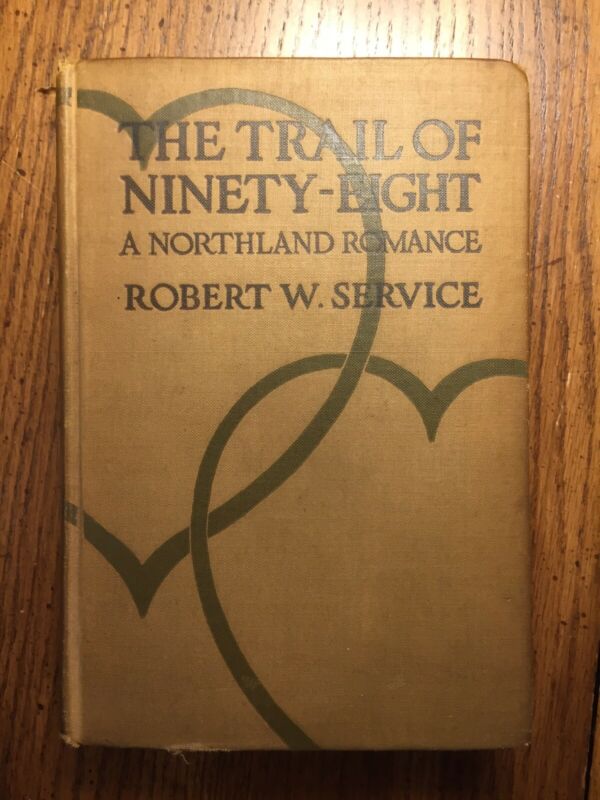 THE TRAIL OF
NINETY-EIGHT
A NORTHLAND ROMANCE
ROBERT W. SERVICE